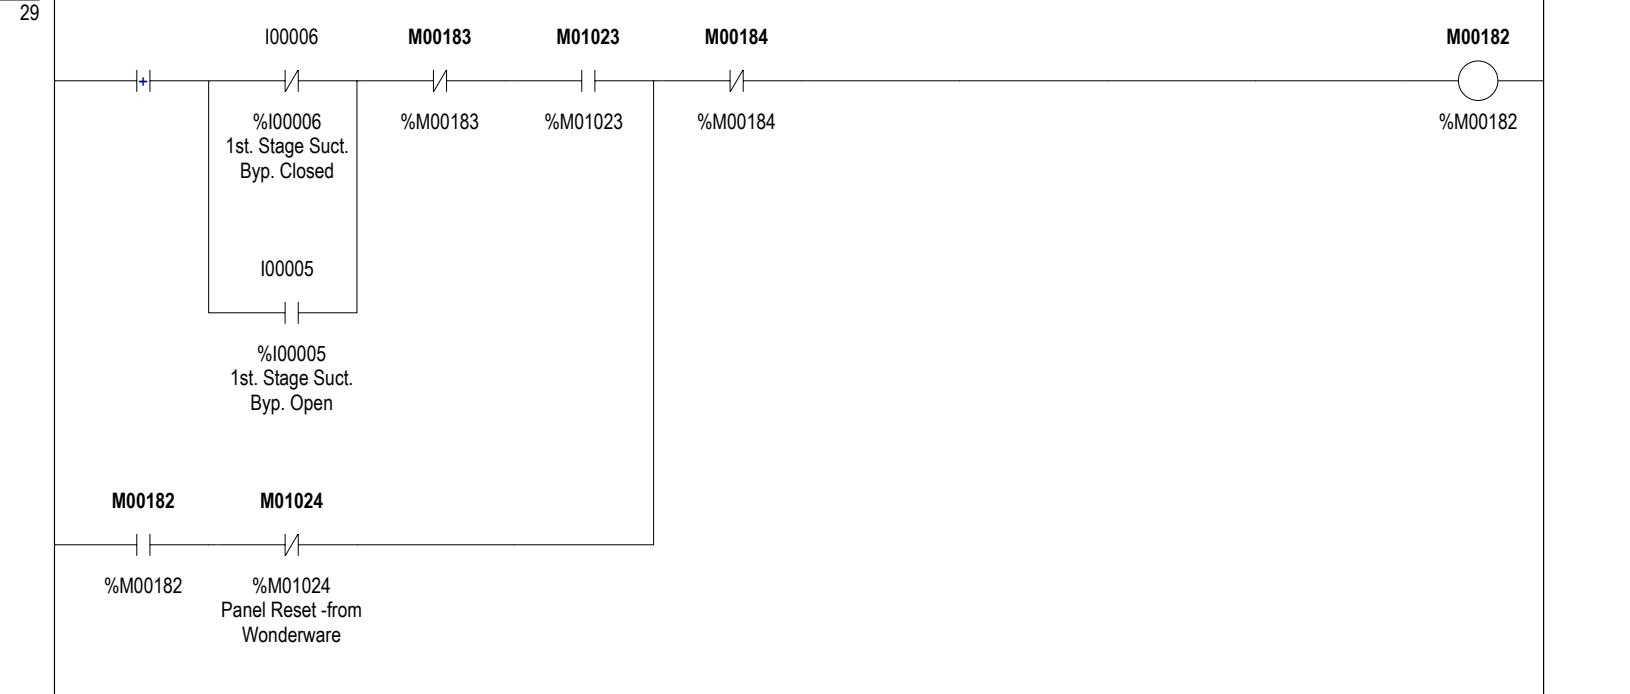 29
I00006 M00183 M01023 M00184 M00182
+
%I00006 %M00183 %M01023 %M00184 %M00182
1st. Stage Suct.
Byp. Closed
I00005
%I00005
1st. Stage Suct.
Byp. Open
M00182 M01024
%M00182 %M01024
Panel Reset -from
Wonderware